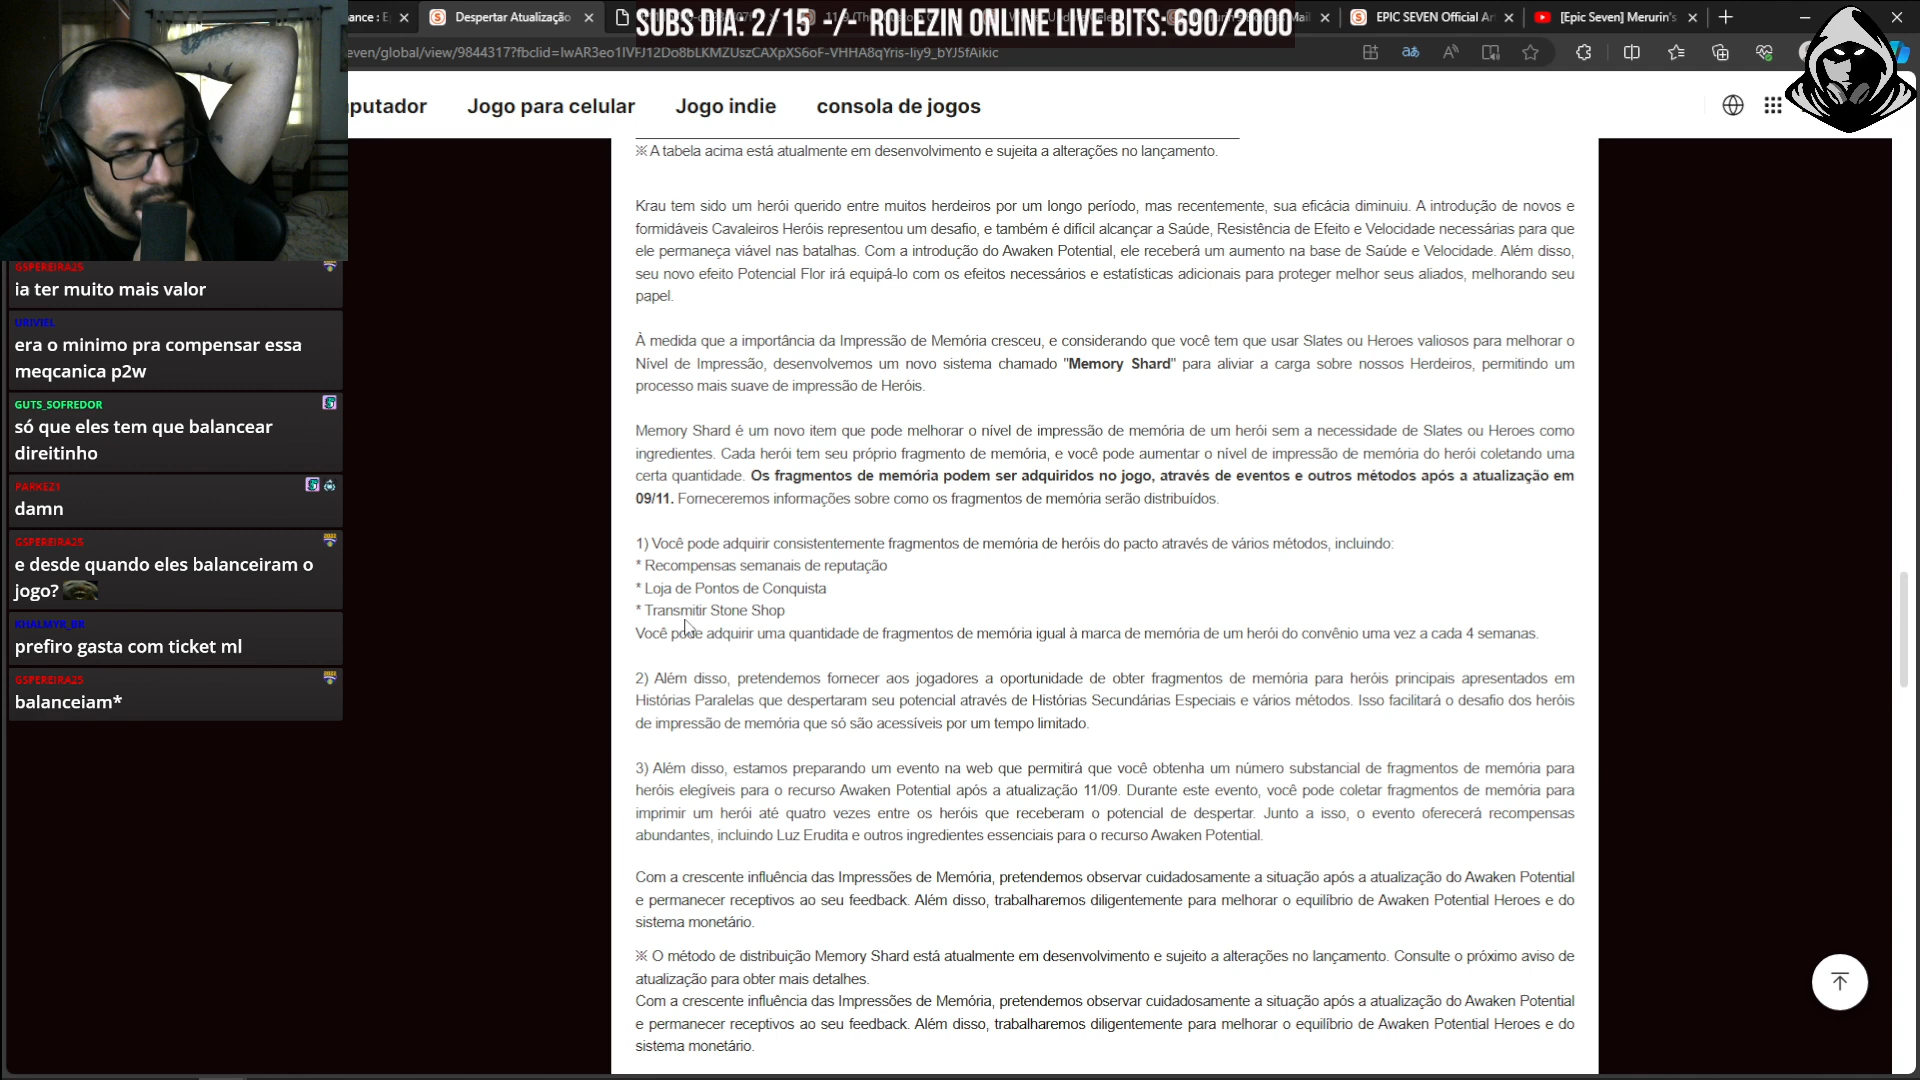 ance : E
Despertar Atualização
SUBS DIA: 2/15 -/- ROLEZIN ONLINE LIVE BITS: 690/2000
EPIC SEVEN Official Ar
[Epic Seven] Merurin's
even/global/view/9844317?fbclid=IwAR3eo1IVFJ12Do8bLKMZUszCAXpXS6oF-VHHA8qYris-Iiy9_bYJ5fAikic
putador
Jogo para celular
Jogo indie
consola de jogos
※A tabela acima está atualmente em desenvolvimento e sujeita a alterações no lançamento.
Krau tem sido um herói querido entre muitos herdeiros por um longo período, mas recentemente, sua eficácia diminuiu. A introdução de novos e
formidáveis Cavaleiros Heróis representou um desafio, e também é difícil alcançar a Saúde, Resistência de Efeito e Velocidade necessárias para que
ele permaneça viável nas batalhas. Com a introdução do Awaken Potential, ele receberá um aumento na base de Saúde e Velocidade. Além disso,
seu novo efeito Potencial Flor irá equipá-lo com os efeitos necessários e estatísticas adicionais para proteger melhor seus aliados, melhorando seu
papel.
À medida que a importância da Impressão de Memória cresceu, e considerando que você tem que usar Slates ou Heroes valiosos para melhorar o
Nível de Impressão, desenvolvemos um novo sistema chamado "Memory Shard" para aliviar a carga sobre nossos Herdeiros, permitindo um
processo mais suave de impressão de Heróis.
Memory Shard é um novo item que pode melhorar o nível de impressão de memória de um herói sem a necessidade de Slates ou Heroes como
ingredientes. Cada herói tem seu próprio fragmento de memória, e você pode aumentar o nível de impressão de memória do herói coletando uma
certa quantidade. Os fragmentos de memória podem ser adquiridos no jogo, através de eventos e outros métodos após a atualização em
09/11. Forneceremos informações sobre como os fragmentos de memória serão distribuídos.
1) Você pode adquirir consistentemente fragmentos de memória de heróis do pacto através de vários métodos, incluindo:
* Recompensas semanais de reputação
* Loja de Pontos de Conquista
* Transmitir Stone Shop
Você pode adquirir uma quantidade de fragmentos de memória igual à marca de memória de um herói do convênio uma vez a cada 4 semanas.
2) Além disso, pretendemos fornecer aos jogadores a oportunidade de obter fragmentos de memória para heróis principais apresentados em
Histórias Paralelas que despertaram seu potencial através de Histórias Secundárias Especiais e vários métodos. Isso facilitará o desafio dos heróis
de impressão de memória que só são acessíveis por um tempo limitado.
3) Além disso, estamos preparando um evento na web que permitirá que você obtenha um número substancial de fragmentos de memória para
heróis elegíveis para o recurso Awaken Potential após a atualização 11/09. Durante este evento, você pode coletar fragmentos de memória para
imprimir um herói até quatro vezes entre os heróis que receberam o potencial de despertar. Junto a isso, o evento oferecerá recompensas
abundantes, incluindo Luz Erudita e outros ingredientes essenciais para o recurso Awaken Potential.
Com a crescente influência das Impressões de Memória, pretendemos observar cuidadosamente a situação após a atualização do Awaken Potential
e permanecer receptivos ao seu feedback. Além disso, trabalharemos diligentemente para melhorar o equilíbrio de Awaken Potential Heroes e do
sistema monetário.
※ O método de distribuição Memory Shard está atualmente em desenvolvimento e sujeito a alterações no lançamento. Consulte o próximo aviso de
atualização para obter mais detalhes.
Com a crescente influência das Impressões de Memória, pretendemos observar cuidadosamente a situação após a atualização do Awaken Potential
e permanecer receptivos ao seu feedback. Além disso, trabalharemos diligentemente para melhorar o equilíbrio de Awaken Potential Heroes e do
sistema monetário.
GSPEREIRA25
ia ter muito mais valor
URIVIEL
era o minimo pra compensar essa
meqcanica p2w
GUTS_SOFREDOR
só que eles tem que balancear
direitinho
PARKEZ1
damn
GSPEREIRA25
e desde quando eles balanceiram o
jogo?
KHALMYR_BR
prefiro gasta com ticket ml
GSPEREIRA25
balanceiam*